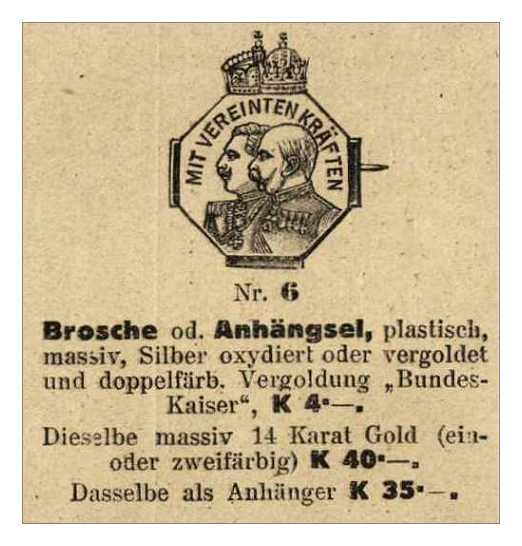 MIT VEREINTEN KRÄFTEN
Nr. 6
Brosche od. Anhängsel, plastisch,
massiv, Silber oxydiert oder vergoldet
und doppelfärb. Vergoldung „Bundes-
Kaiser“, K 4·—.
Dieselbe massiv 14 Karat Gold (ein-
oder zweifärbig) K 40·—.
Dasselbe als Anhänger K 35·—.